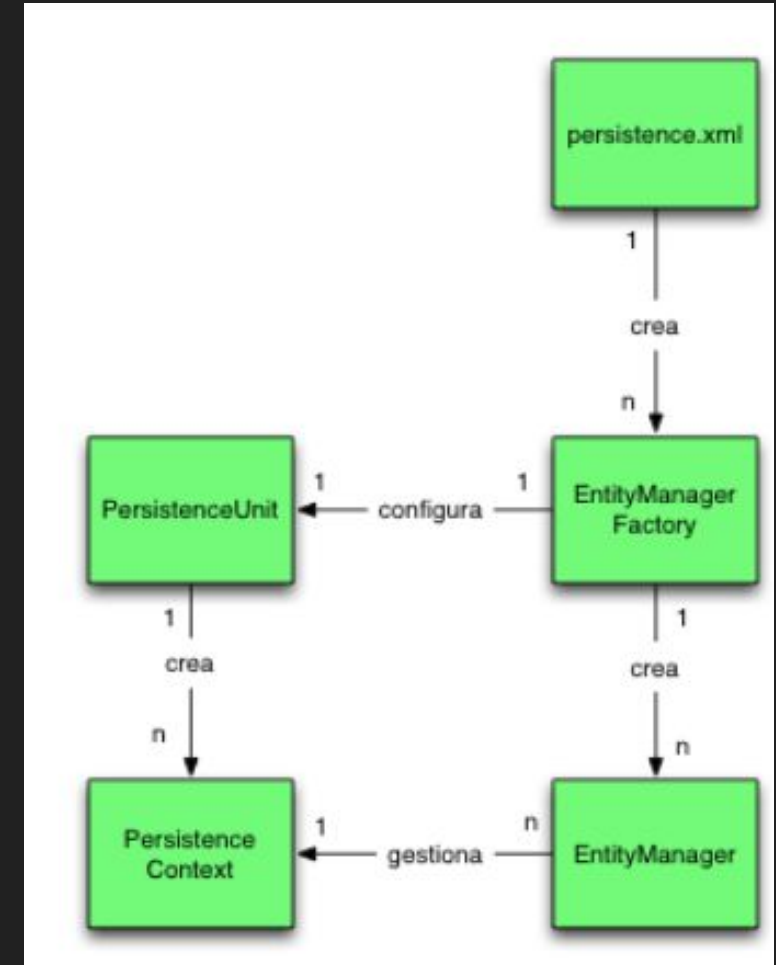 persistence.xml
1
crea
n
PersistenceUnit
1
configura
1
EntityManager
Factory
1
crea
n
1
crea
n
Persistence
Context
1
gestiona
n
EntityManager